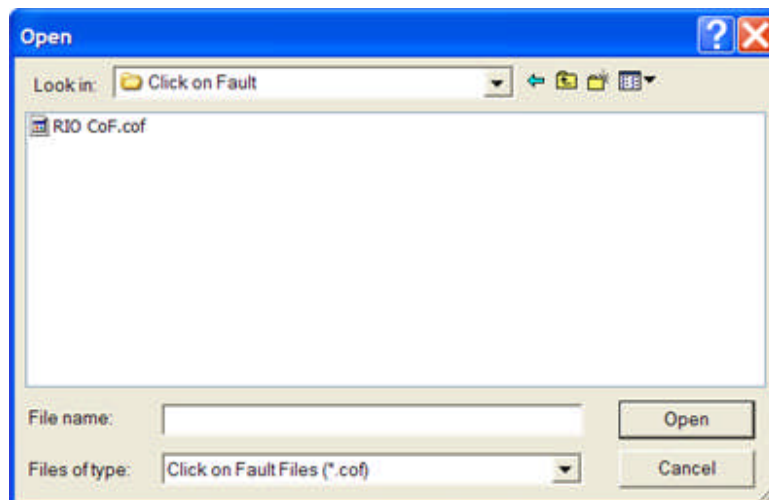 Open
Look in: Click on Fault
RIO CoF.cof
File name: Open
Files of type: Click on Fault Files (*.cof) Cancel